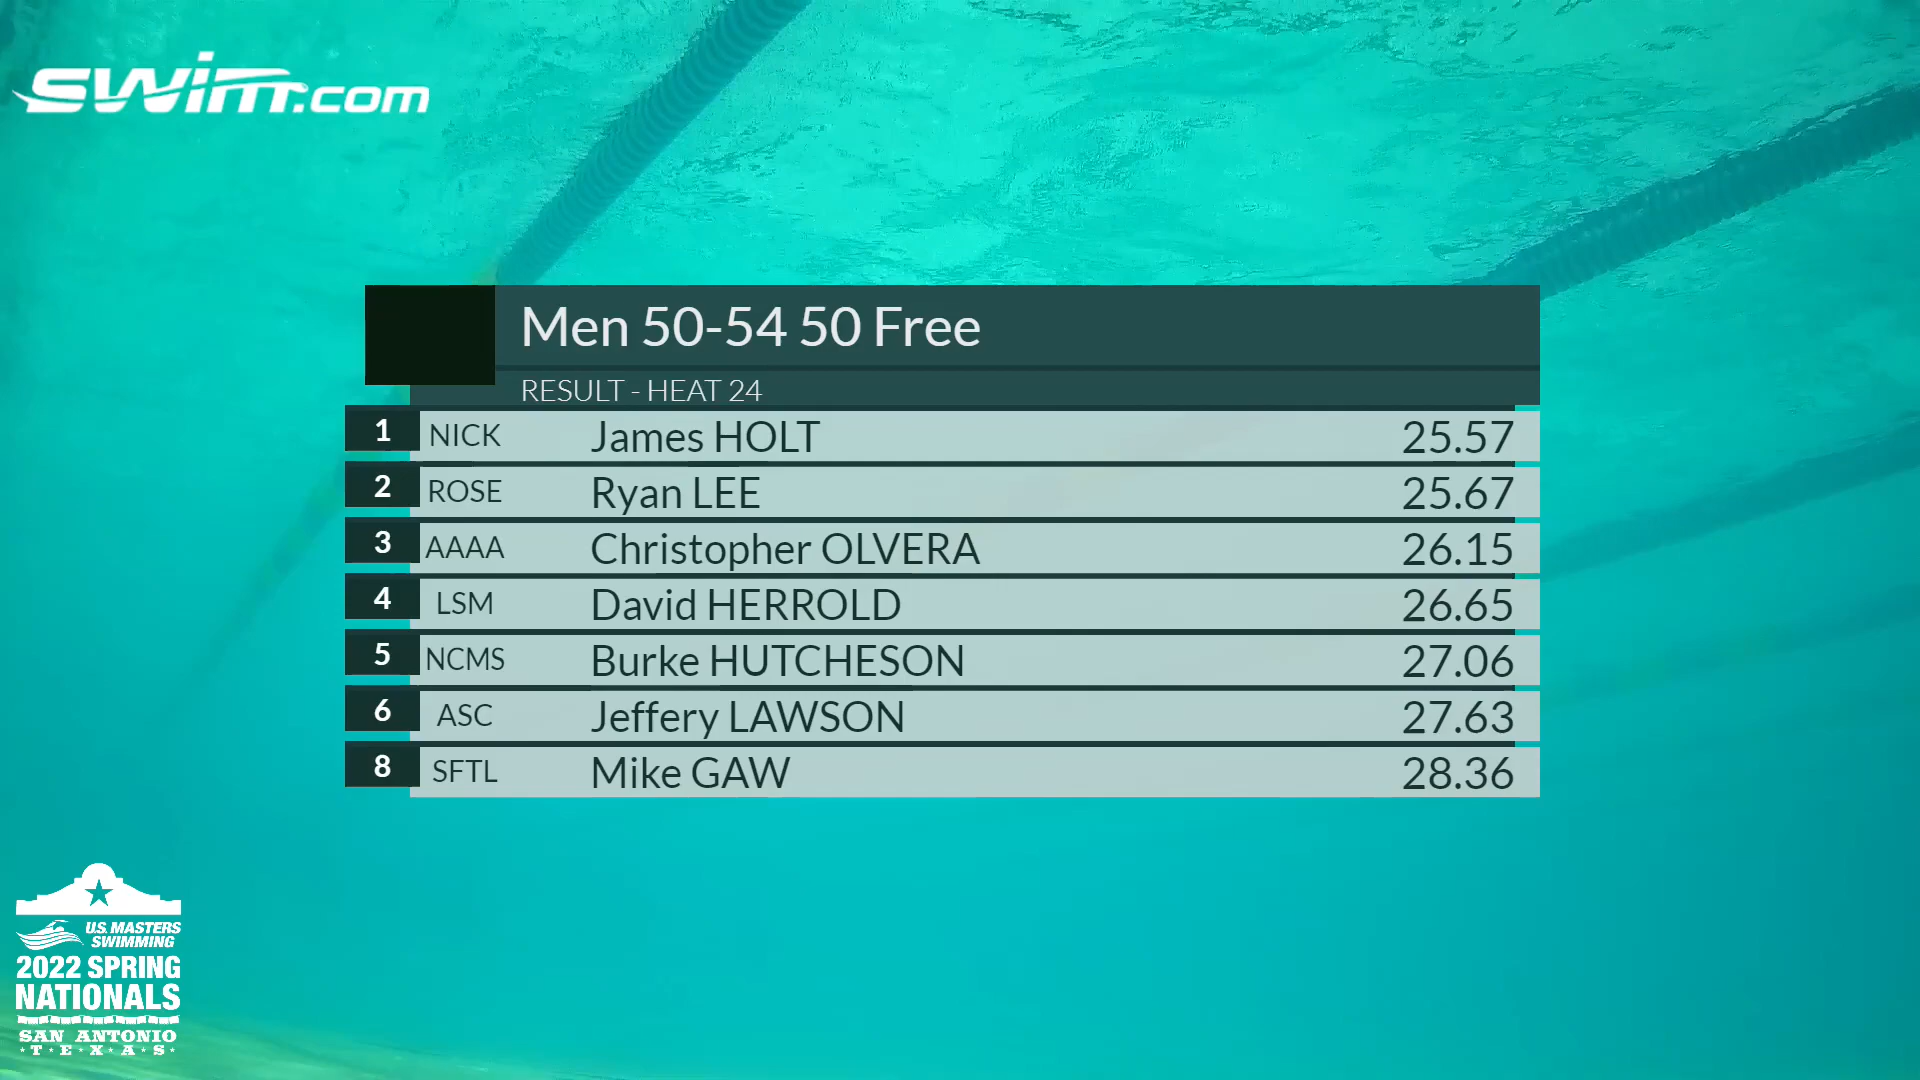 swim.com
Men 50-54 50 Free
RESULT - HEAT 24
1 NICK James HOLT 25.57
2 ROSE Ryan LEE 25.67
3 AAAA Christopher OLVERA 26.15
4 LSM David HERROLD 26.65
5 NCMS Burke HUTCHESON 27.06
6 ASC Jeffery LAWSON 27.63
8 SFTL Mike GAW 28.36
U.S. MASTERS
SWIMMING
2022 SPRING
NATIONALS
SAN ANTONIO
T·E·X·A·S